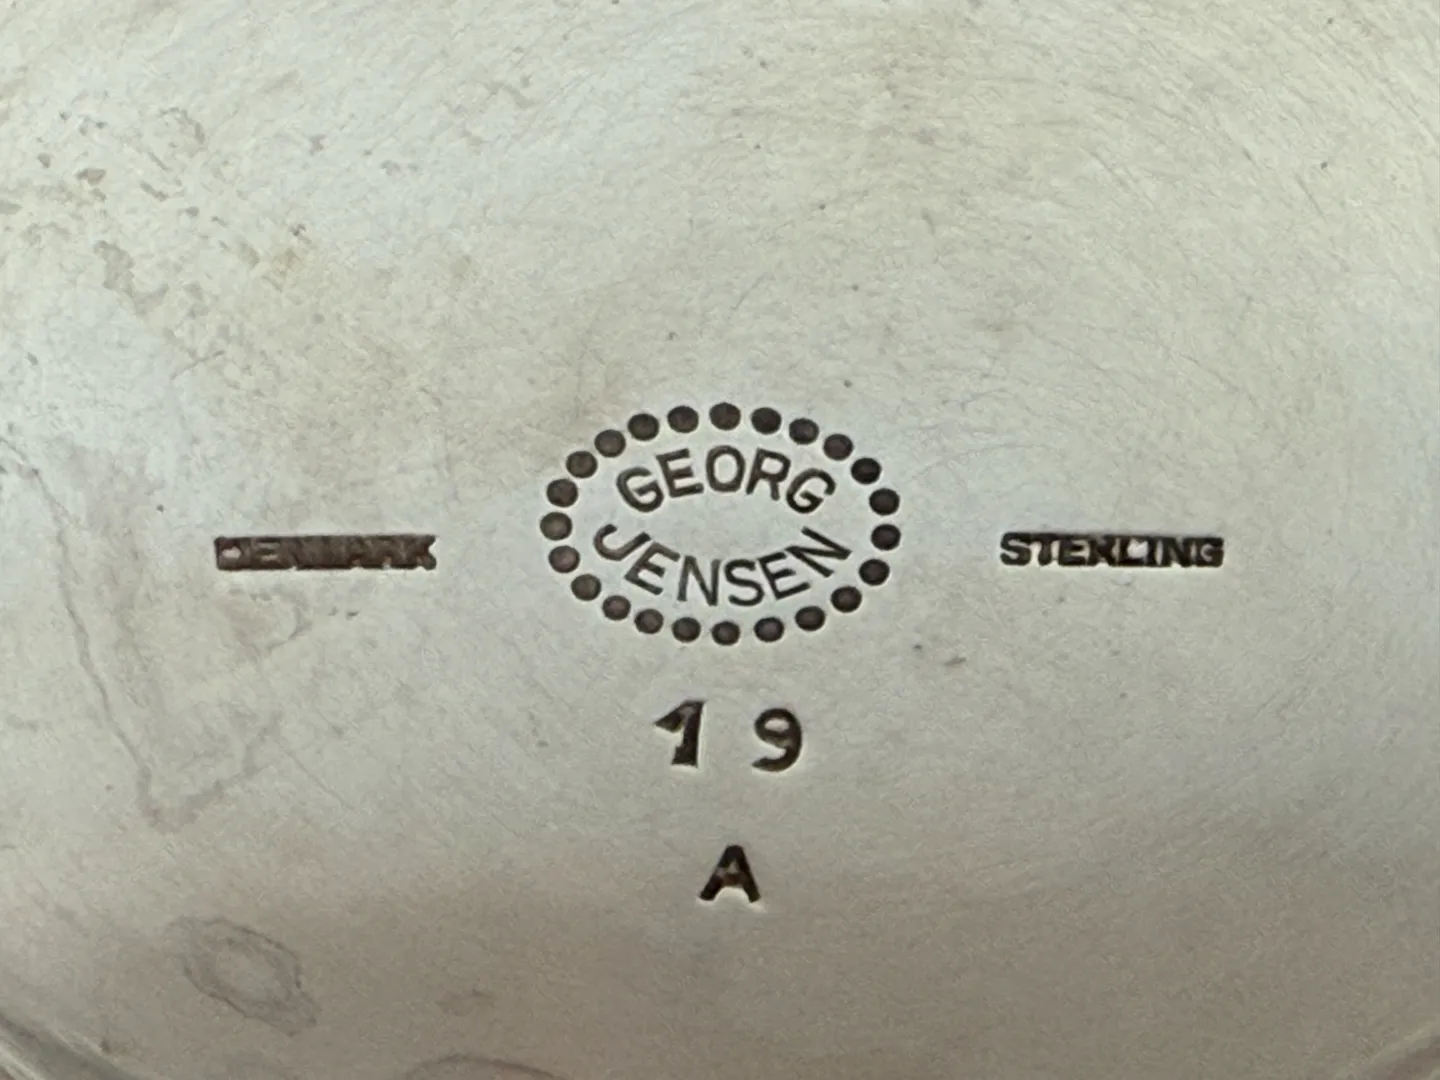 GEORG
JENSEN
DENMARK
STERLING
19
A